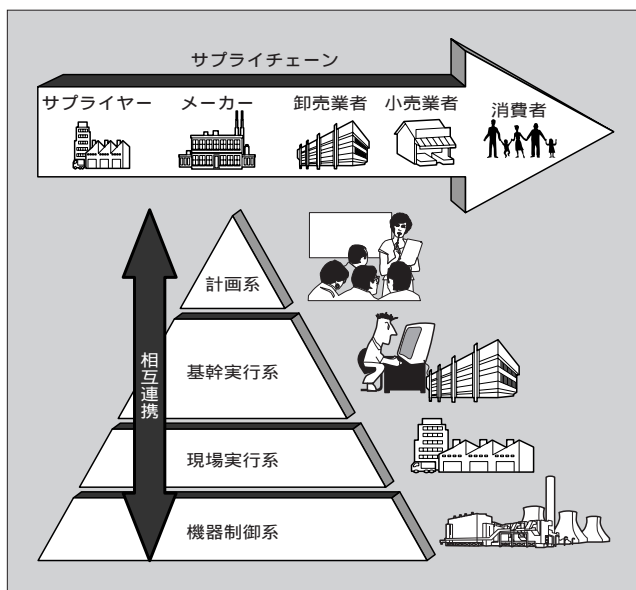 サプライチェーン
サプライヤー
メーカー
卸売業者
小売業者
消費者
計画系
基幹実行系
相互連携
現場実行系
機器制御系